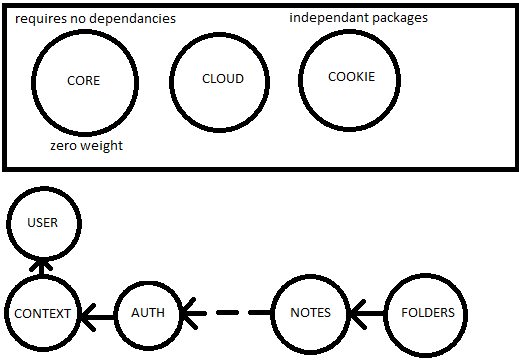 requires no dependancies
independant packages
CORE
CLOUD
COOKIE
zero weight
USER
CONTEXT
AUTH
NOTES
FOLDERS